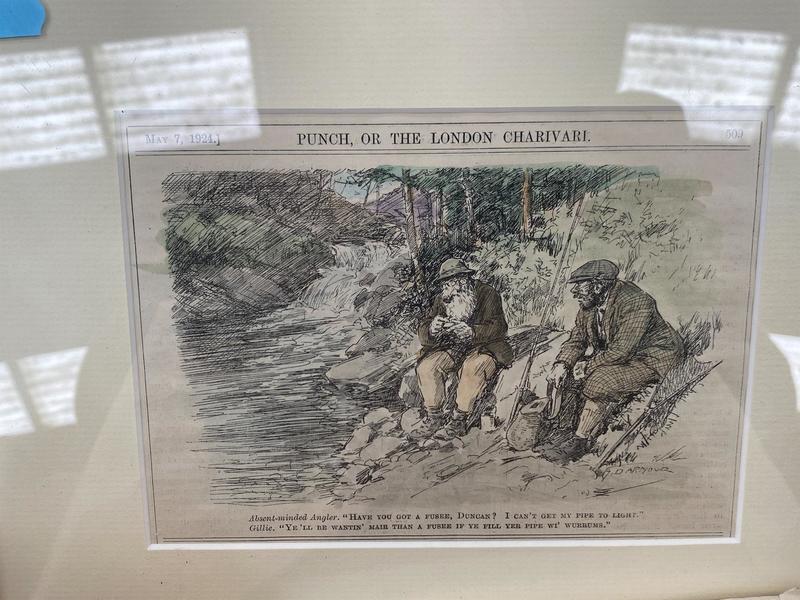 May 7, 1924.]
PUNCH, OR THE LONDON CHARIVARI.
509
G. D. ARMOUR
Absent-minded Angler. "Have you got a fusee, Duncan? I can't get my pipe to light."
Gillie. "Ye'll be wantin' mair than a fusee if ye fill yer pipe wi' wurrums."